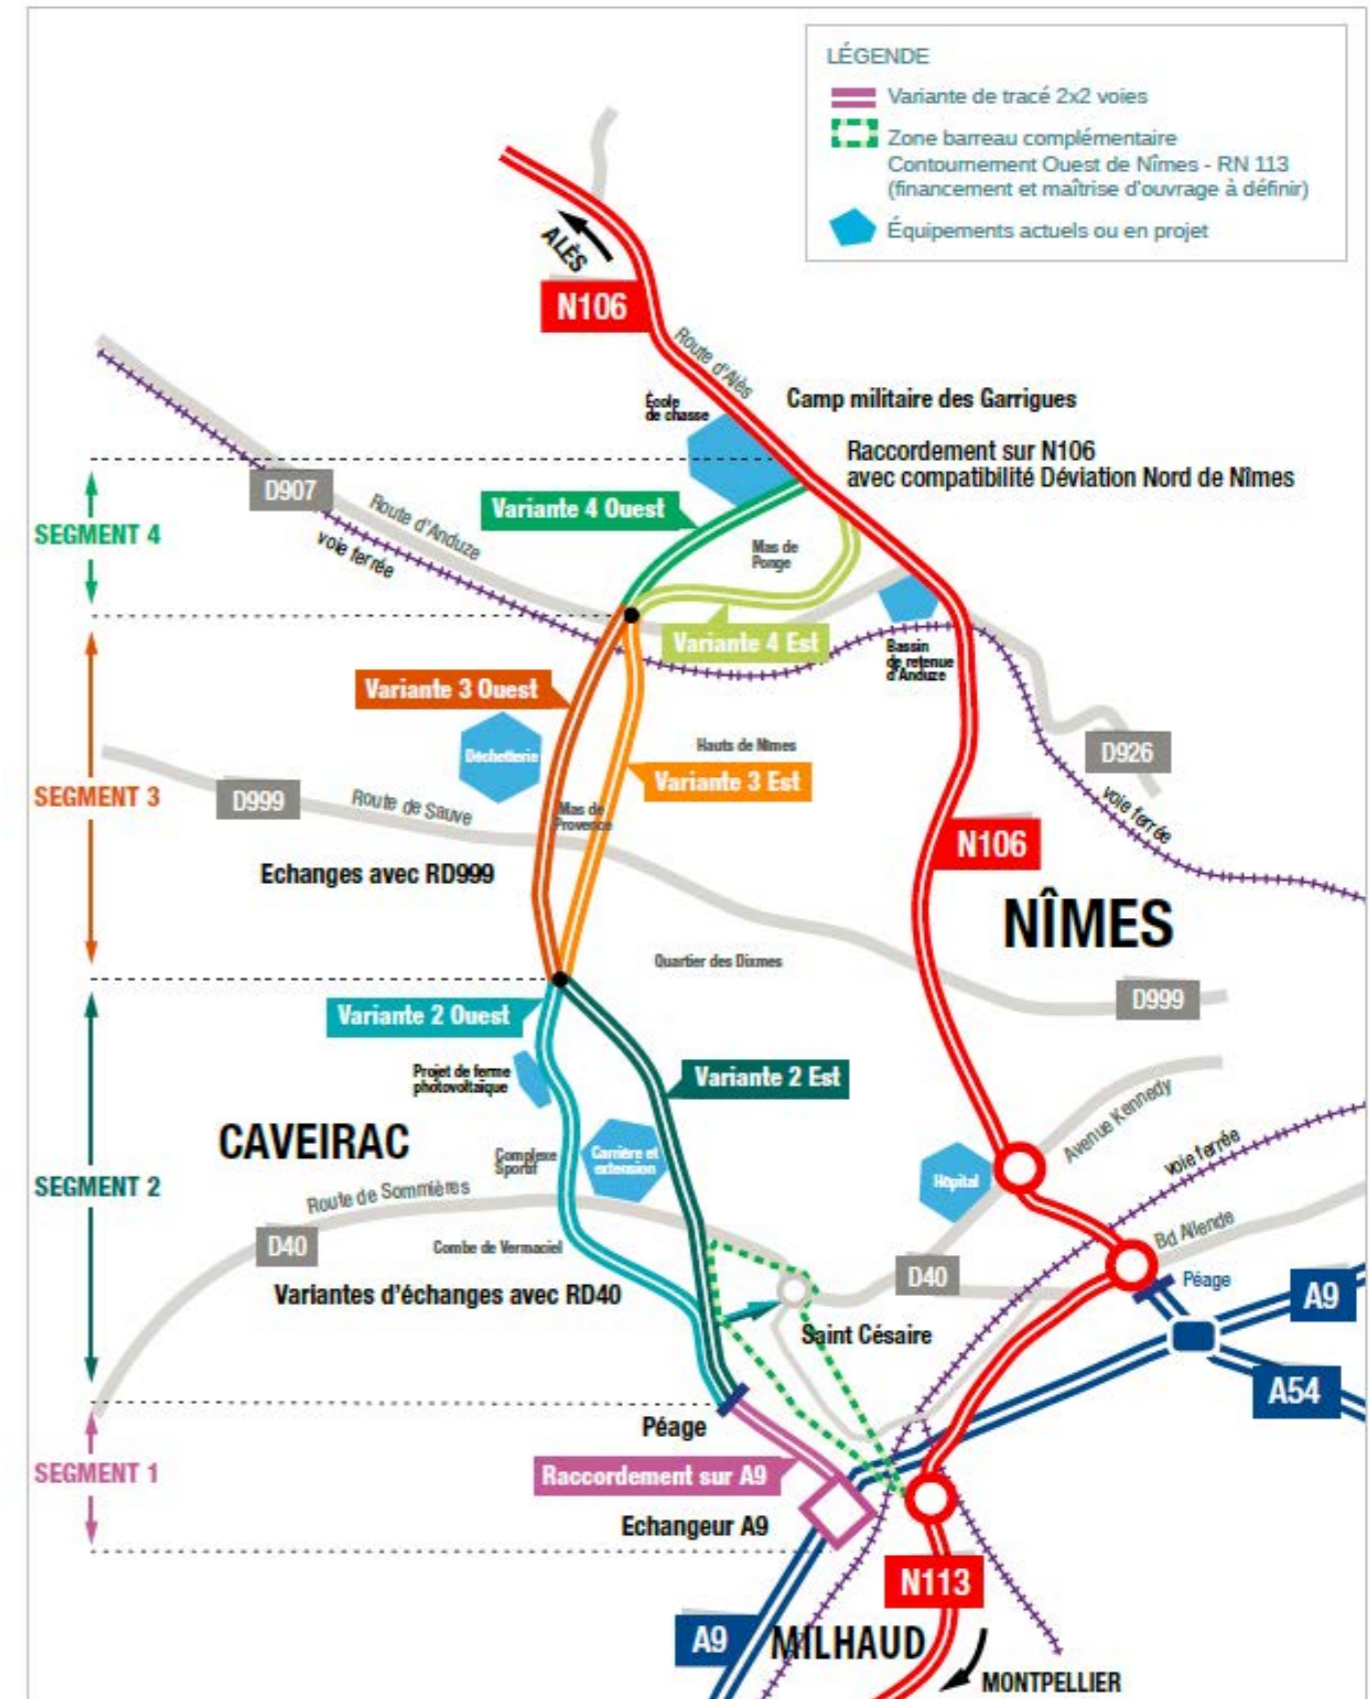 LÉGENDE
Variante de tracé 2x2 voies
Zone barreau complémentaire
Contournement Ouest de Nîmes - RN 113
(financement et maîtrise d'ouvrage à définir)
Équipements actuels ou en projet
ALÈS
N106
Route d'Alès
École
de chasse
Camp militaire des Garrigues
Raccordement sur N106
avec compatibilité Déviation Nord de Nîmes
D907
Route d'Anduze
voie ferrée
Variante 4 Ouest
SEGMENT 4
Mas de
Ponge
Variante 4 Est
Bassin
de retenue
d'Anduze
Variante 3 Ouest
Déchetterie
Hauts de Nîmes
Variante 3 Est
D926
voie ferrée
SEGMENT 3
D999
Route de Sauve
Mas de
Provence
N106
Echanges avec RD999
NÎMES
Quartier des Dixmes
D999
Variante 2 Ouest
Projet de ferme
photovoltaïque
Variante 2 Est
CAVEIRAC
Complexe
Sportif
Carrière et
extension
Avenue Kennedy
voie ferrée
Hôpital
SEGMENT 2
Route de Sommières
D40
Combe de Vermaciel
Bd Allende
D40
Péage
Variantes d'échanges avec RD40
A9
Saint Césaire
A54
Péage
SEGMENT 1
Raccordement sur A9
Echangeur A9
N113
A9
MILHAUD
MONTPELLIER